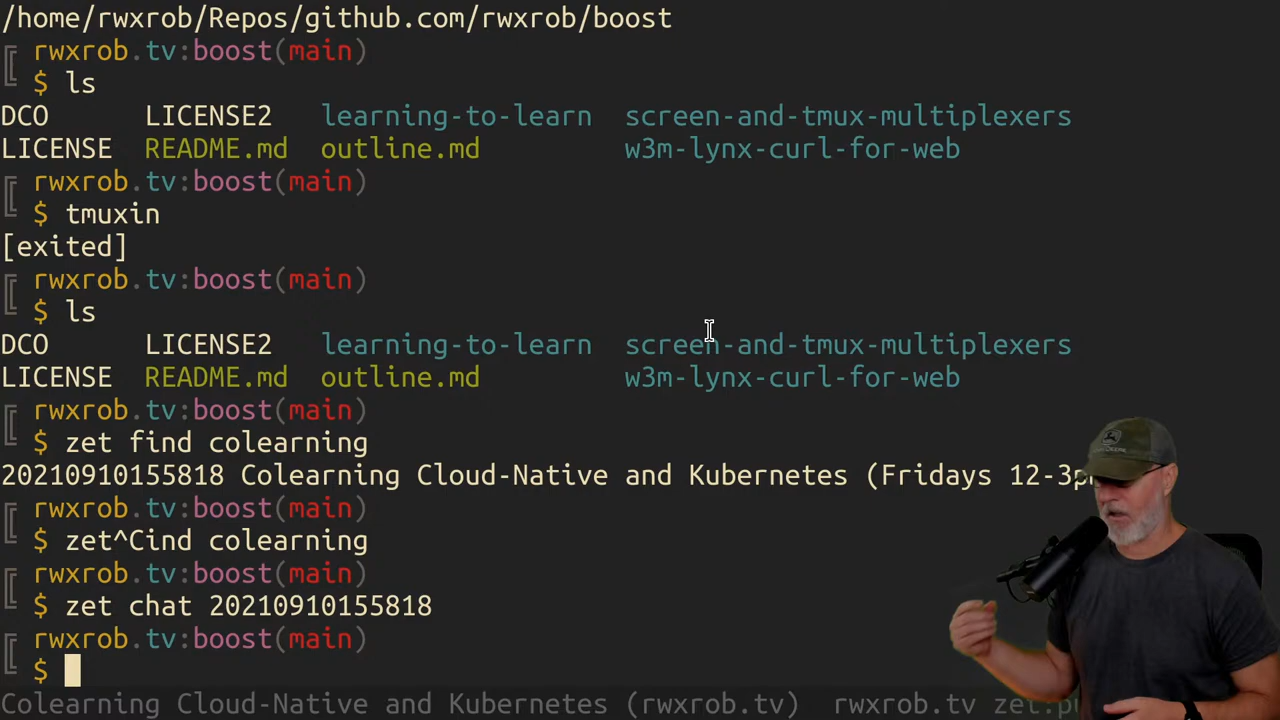 /home/rwxrob/Repos/github.com/rwxrob/boost
rwxrob.tv:boost(main)
$ ls
DCO LICENSE2 learning-to-learn screen-and-tmux-multiplexers
LICENSE README.md outline.md w3m-lynx-curl-for-web
rwxrob.tv:boost(main)
$ tmuxin
[exited]
rwxrob.tv:boost(main)
$ ls
DCO LICENSE2 learning-to-learn screen-and-tmux-multiplexers
LICENSE README.md outline.md w3m-lynx-curl-for-web
rwxrob.tv:boost(main)
$ zet find colearning
20210910155818 Colearning Cloud-Native and Kubernetes (Fridays 12-3p
rwxrob.tv:boost(main)
$ zet^Cind colearning
rwxrob.tv:boost(main)
$ zet chat 20210910155818
rwxrob.tv:boost(main)
$
Colearning Cloud-Native and Kubernetes (rwxrob.tv) rwxrob.tv